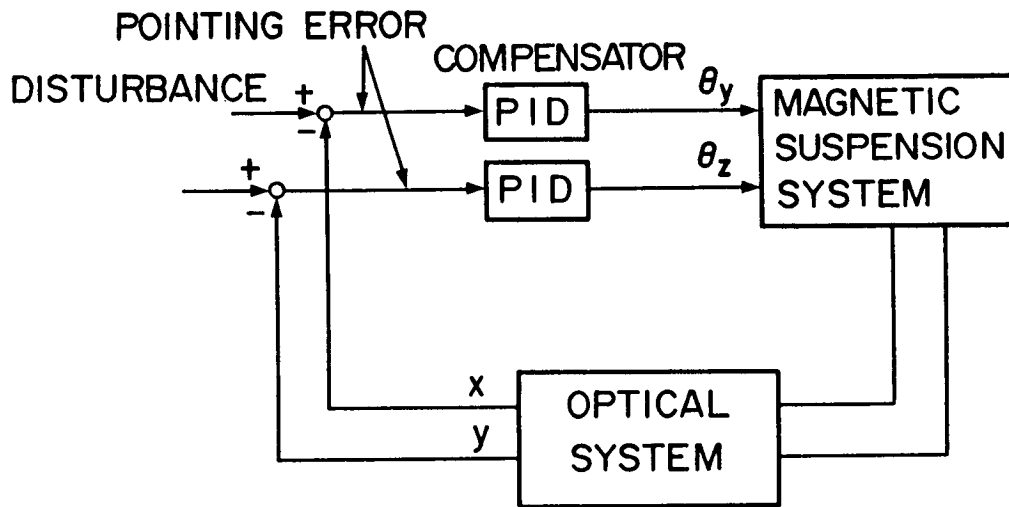 POINTING ERROR
COMPENSATOR
DISTURBANCE
+
−
PID
θy
MAGNETIC
SUSPENSION
SYSTEM
+
−
PID
θz
x
y
OPTICAL
SYSTEM